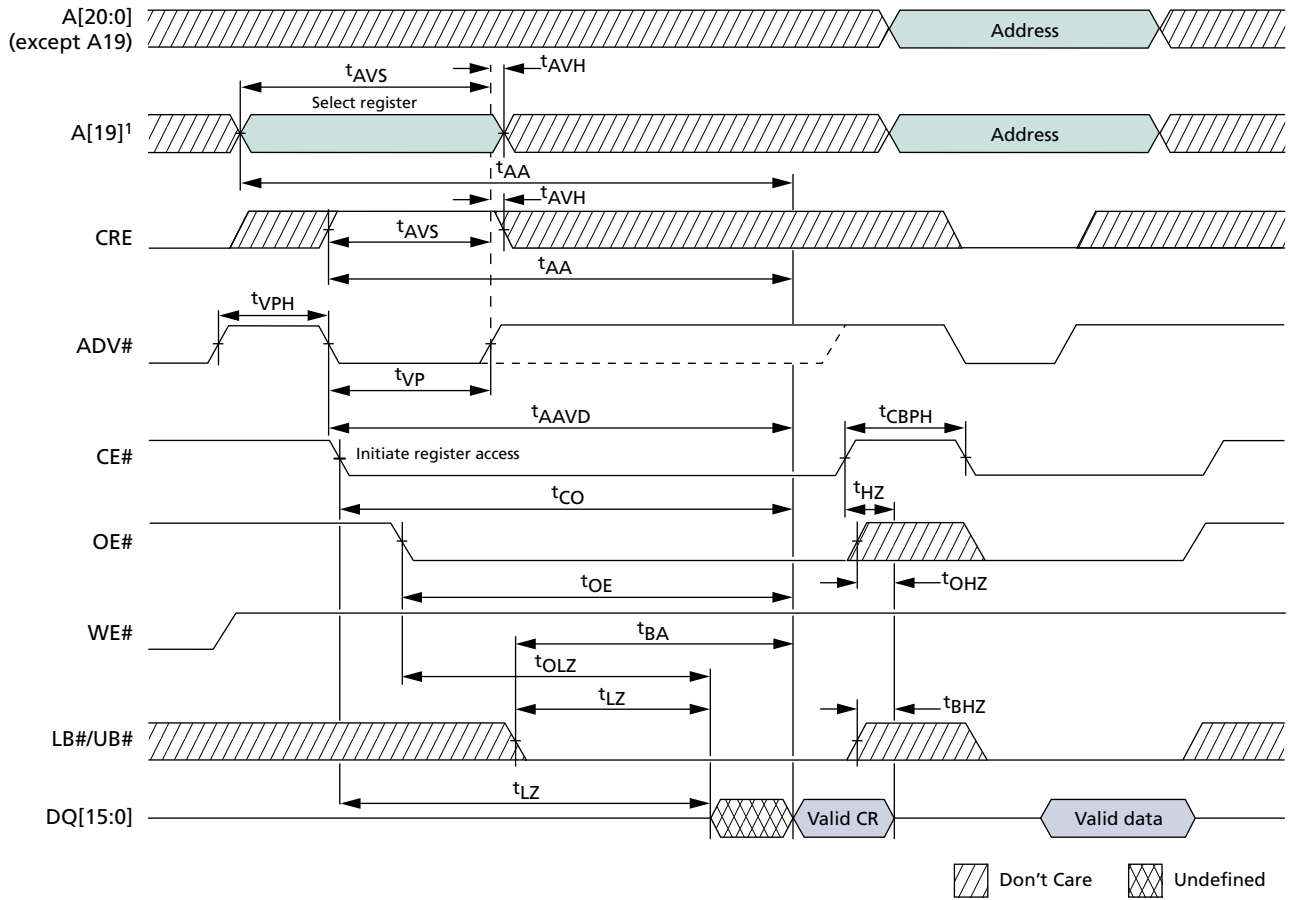 A[20:0]
(except A19)
Address
tAVS
tAVH
Select register
A[19]1
Address
tAA
tAVH
CRE
tAVS
tAA
tVPH
ADV#
tVP
tAAVD
tCBPH
CE#
Initiate register access
tCO
tHZ
OE#
tOE
tOHZ
WE#
tBA
tOLZ
tLZ
tBHZ
LB#/UB#
tLZ
DQ[15:0]
Valid CR
Valid data
Don't Care
Undefined